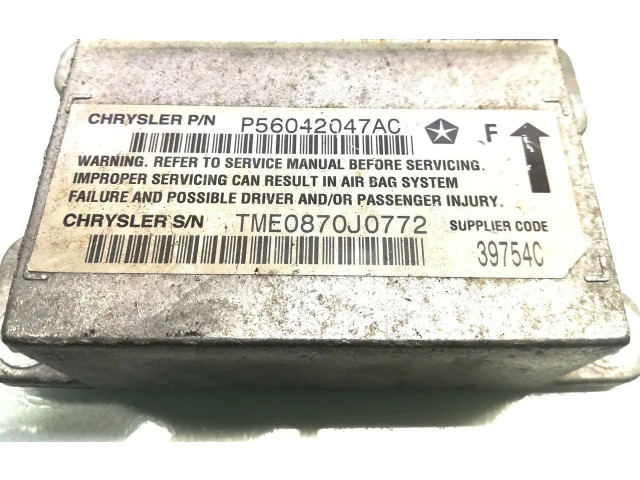 CHRYSLER P/N P56042047AC F
WARNING. REFER TO SERVICE MANUAL BEFORE SERVICING.
IMPROPER SERVICING CAN RESULT IN AIR BAG SYSTEM
FAILURE AND POSSIBLE DRIVER AND/OR PASSENGER INJURY.
CHRYSLER S/N TME0870J0772 SUPPLIER CODE
39754C